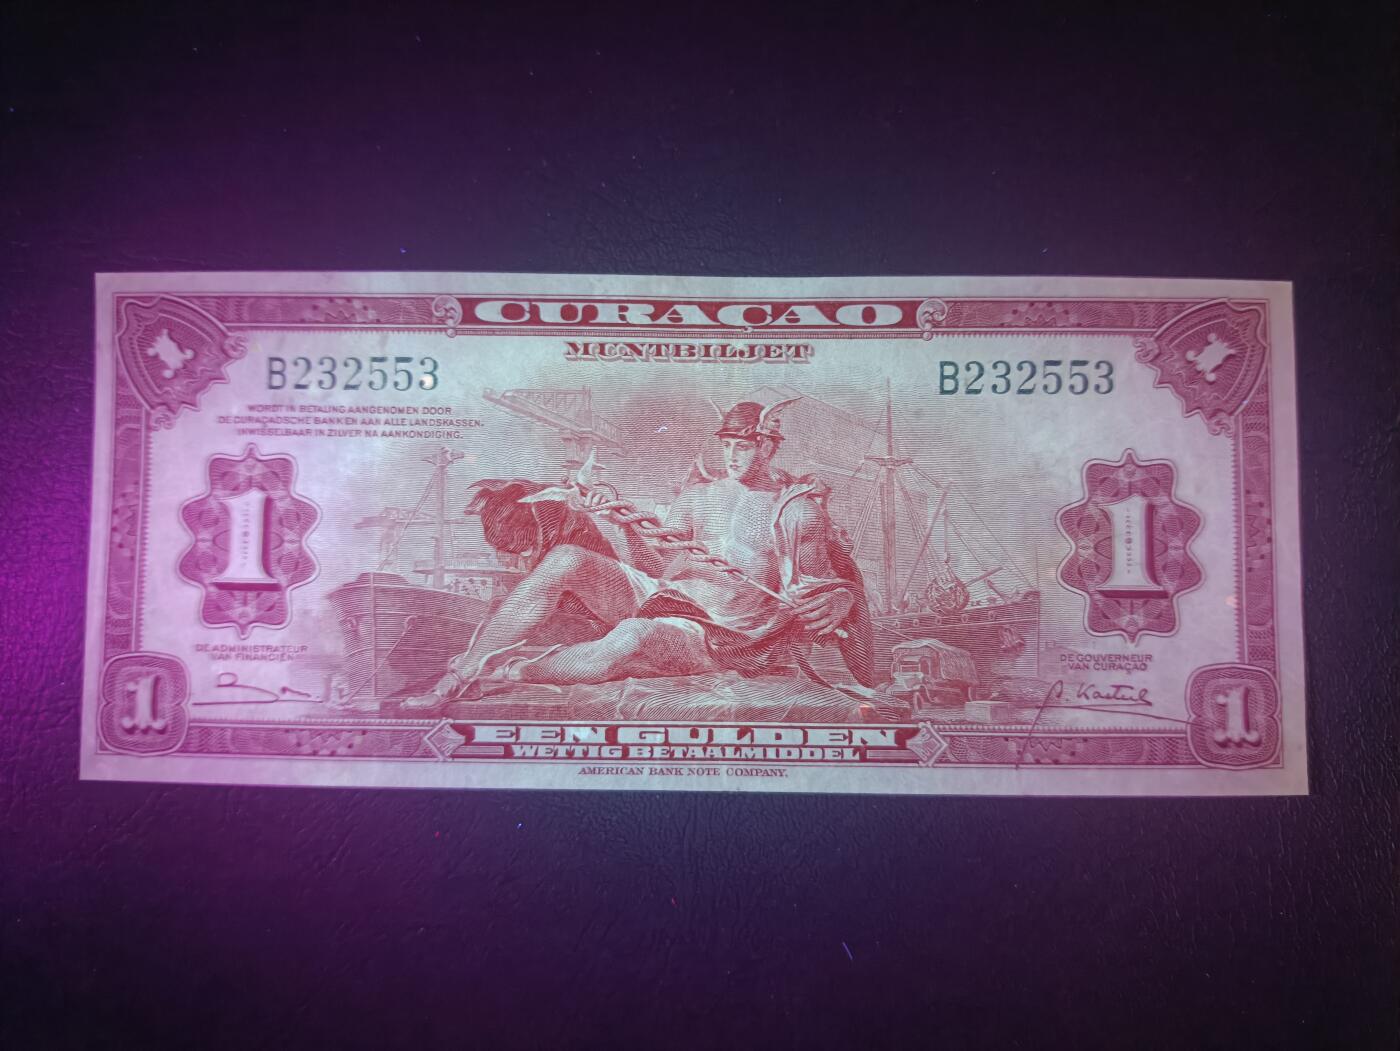 CURAÇAO
MUNTBILJET
B232553 B232553
WORDT IN BETALING AANGENOMEN DOOR
DE CURAÇAOSCHE BANK EN AAN ALLE LANDSKASSEN.
INWISSELBAAR IN ZILVER NA AANKONDIGING.
1 1
DE ADMINISTRATEUR
VAN FINANCIËN
DE GOUVERNEUR
VAN CURAÇAO
1 1
EEN GULDEN
WETTIG BETAALMIDDEL
AMERICAN BANK NOTE COMPANY.